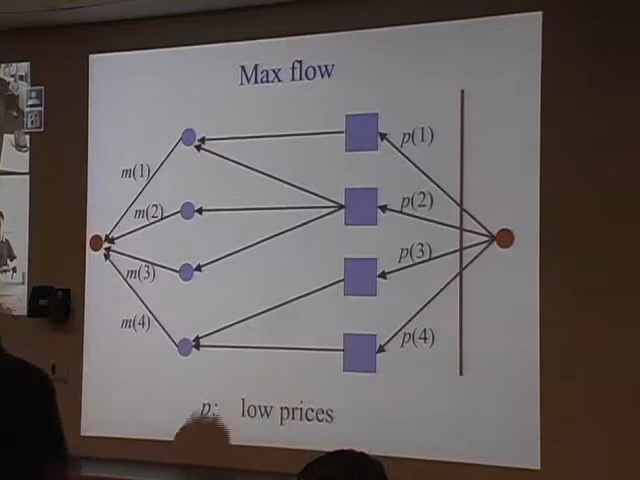 Max flow
m(1)
p(1)
m(2)
p(2)
m(3)
p(3)
m(4)
p(4)
p: low prices